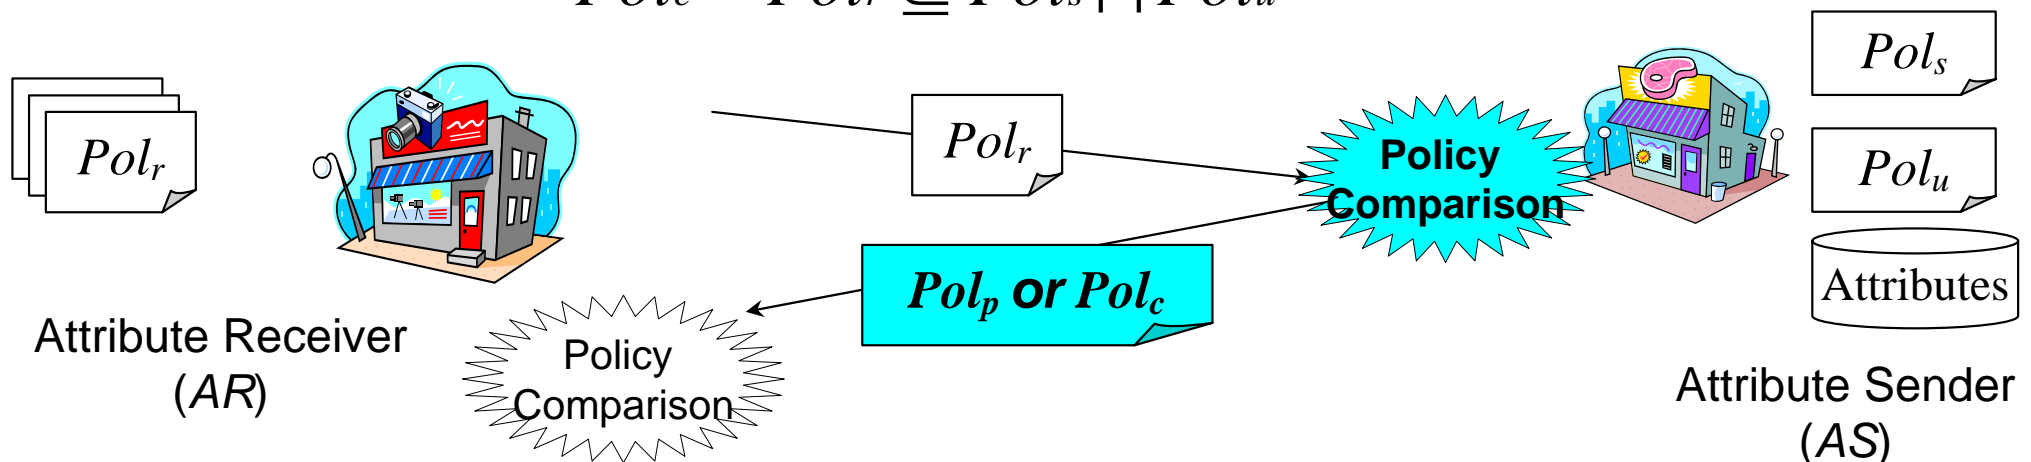 Pol_r
Pol_r
Policy
Comparison
Pol_s
Pol_u
Attributes
Pol_p or Pol_c
Policy
Comparison
Attribute Receiver
(AR)
Attribute Sender
(AS)